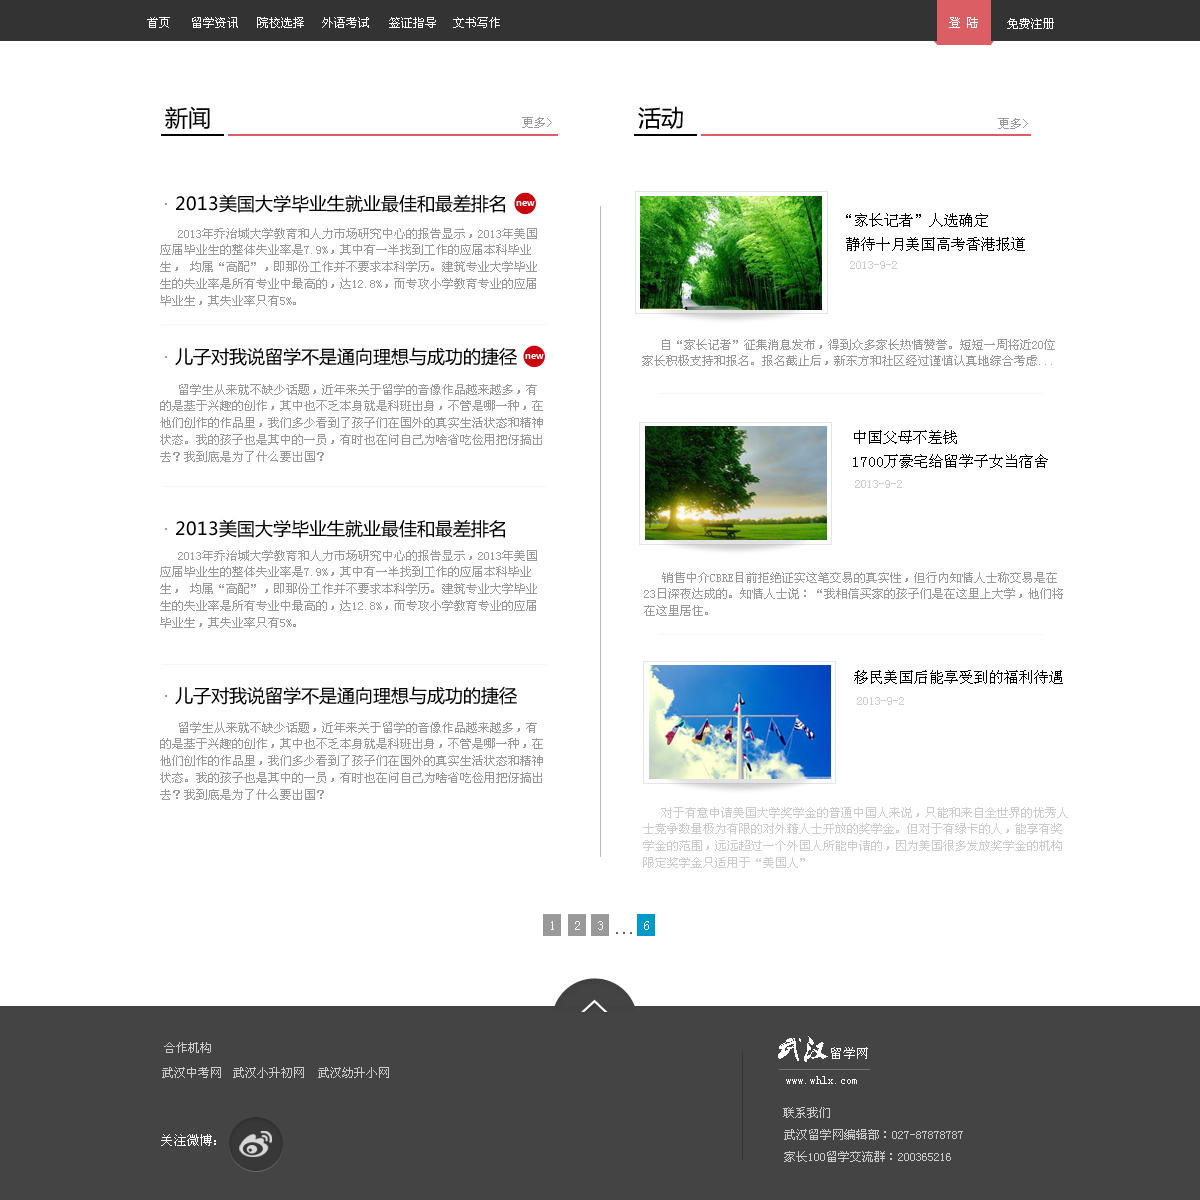 首页 留学资讯 院校选择 外语考试 签证指导 文书写作 登 陆 免费注册
新闻 更多>
· 2013美国大学毕业生就业最佳和最差排名 new
2013年乔治城大学教育和人力市场研究中心的报告显示，2013年美国
应届毕业生的整体失业率是7.9%，其中有一半找到工作的应届本科毕业
生， 均属“高配”，即那份工作并不要求本科学历。建筑专业大学毕业
生的失业率是所有专业中最高的，达12.8%，而专攻小学教育专业的应届
毕业生，其失业率只有5%。
· 儿子对我说留学不是通向理想与成功的捷径 new
留学生从来就不缺少话题，近年来关于留学的音像作品越来越多，有
的是基于兴趣的创作，其中也不乏本身就是科班出身，不管是哪一种，在
他们创作的作品里，我们多少看到了孩子们在国外的真实生活状态和精神
状态。我的孩子也是其中的一员，有时也在问自己为啥省吃俭用把伢搞出
去？我到底是为了什么要出国？
· 2013美国大学毕业生就业最佳和最差排名
2013年乔治城大学教育和人力市场研究中心的报告显示，2013年美国
应届毕业生的整体失业率是7.9%，其中有一半找到工作的应届本科毕业
生， 均属“高配”，即那份工作并不要求本科学历。建筑专业大学毕业
生的失业率是所有专业中最高的，达12.8%，而专攻小学教育专业的应届
毕业生，其失业率只有5%。
· 儿子对我说留学不是通向理想与成功的捷径
留学生从来就不缺少话题，近年来关于留学的音像作品越来越多，有
的是基于兴趣的创作，其中也不乏本身就是科班出身，不管是哪一种，在
他们创作的作品里，我们多少看到了孩子们在国外的真实生活状态和精神
状态。我的孩子也是其中的一员，有时也在问自己为啥省吃俭用把伢搞出
去？我到底是为了什么要出国？
活动 更多>
“家长记者”人选确定
静待十月美国高考香港报道
2013-9-2
自“家长记者”征集消息发布，得到众多家长热情赞誉。短短一周将近20位
家长积极支持和报名。报名截止后，新东方和社区经过谨慎认真地综合考虑...
中国父母不差钱
1700万豪宅给留学子女当宿舍
2013-9-2
销售中介CBRE目前拒绝证实这笔交易的真实性，但行内知情人士称交易是在
23日深夜达成的。知情人士说：“我相信买家的孩子们是在这里上大学，他们将
在这里居住。
移民美国后能享受到的福利待遇
2013-9-2
对于有意申请美国大学奖学金的普通中国人来说，只能和来自全世界的优秀人
士竞争数量极为有限的对外籍人士开放的奖学金。但对于有绿卡的人，能享有奖
学金的范围，远远超过一个外国人所能申请的，因为美国很多发放奖学金的机构
限定奖学金只适用于“美国人”
1 2 3 ... 6
合作机构
武汉中考网 武汉小升初网 武汉幼升小网
关注微博：
武汉留学网
www.whlx.com
联系我们
武汉留学网编辑部：027-87878787
家长100留学交流群：200365216